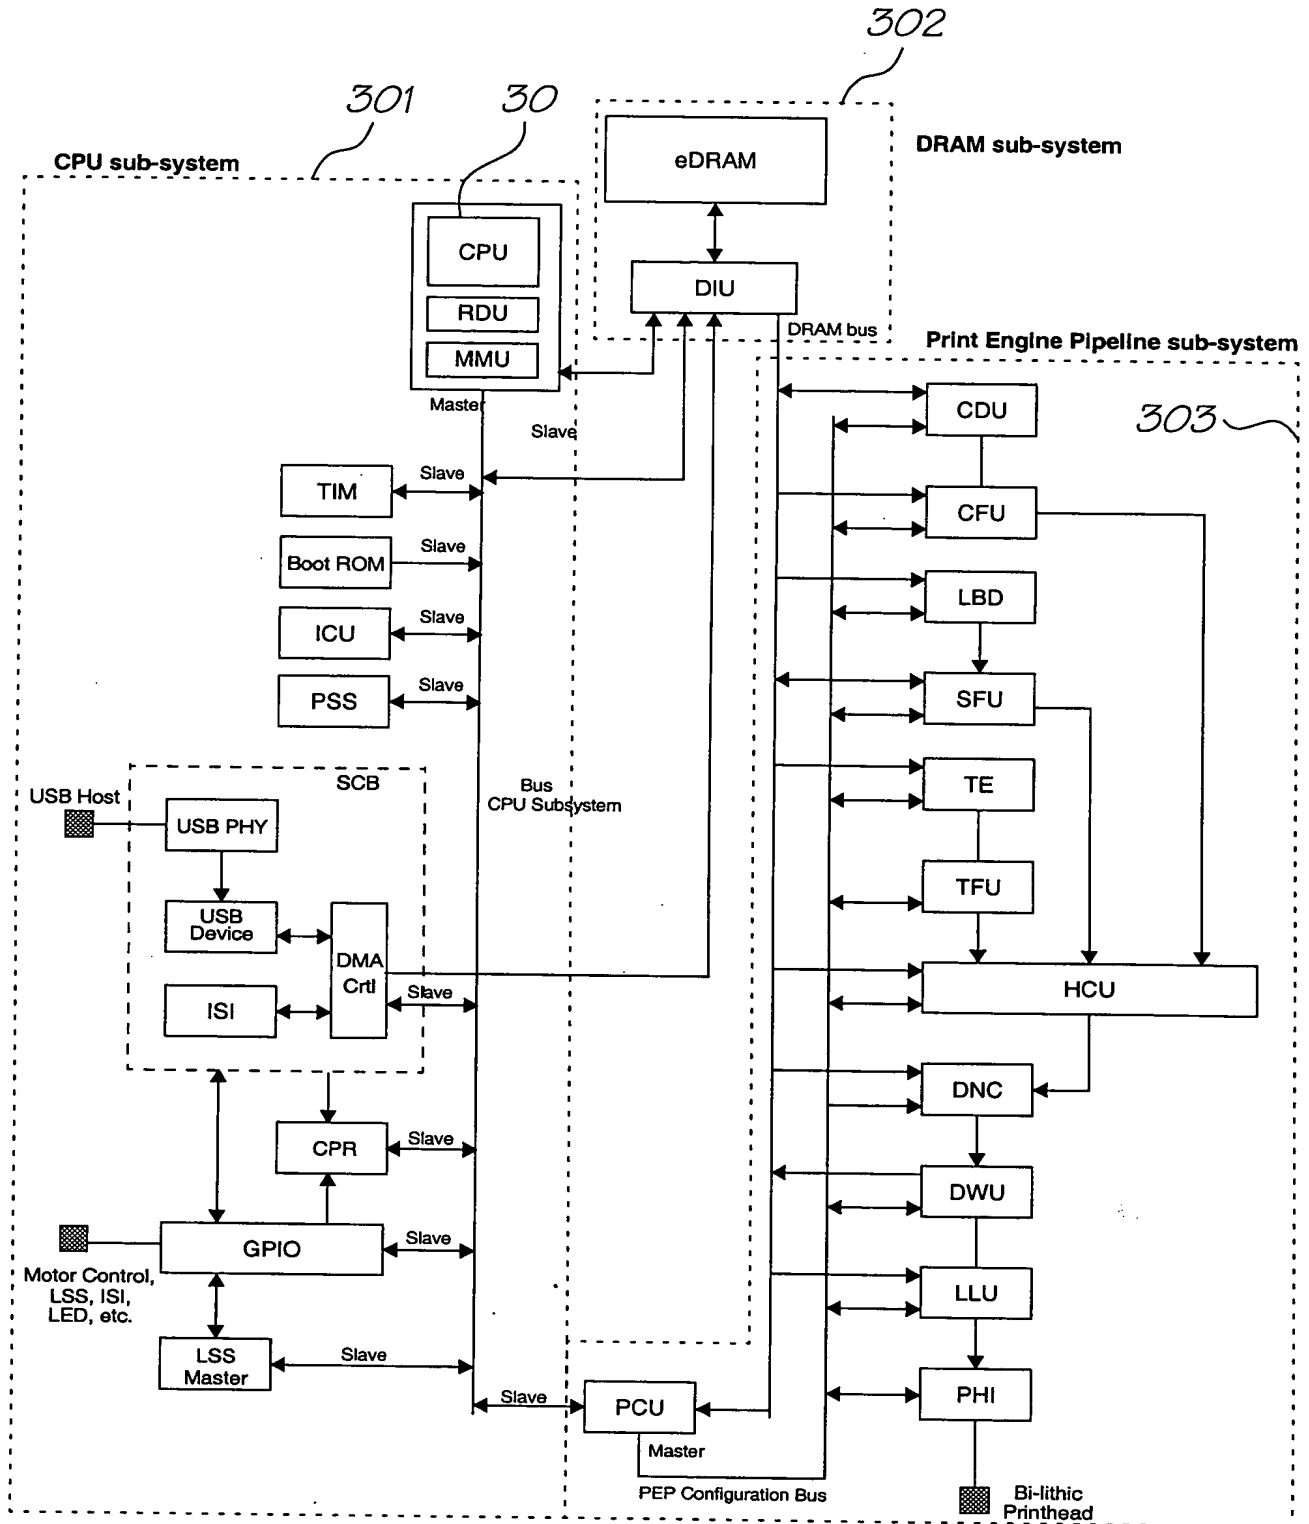 302
301
30
CPU sub-system
DRAM sub-system
eDRAM
CPU
RDU
MMU
DIU
DRAM bus
Print Engine Pipeline sub-system
303
Master
Slave
TIM
Slave
Boot ROM
Slave
ICU
Slave
PSS
Slave
CDU
CFU
LBD
SFU
TE
TFU
HCU
DNC
DWU
LLU
PHI
SCB
Bus
CPU Subsystem
USB Host
USB PHY
USB
Device
DMA
Crtl
ISI
Slave
CPR
Slave
GPIO
Slave
Motor Control,
LSS, ISI,
LED, etc.
LSS
Master
Slave
Slave
PCU
Master
PEP Configuration Bus
Bi-lithic
Printhead